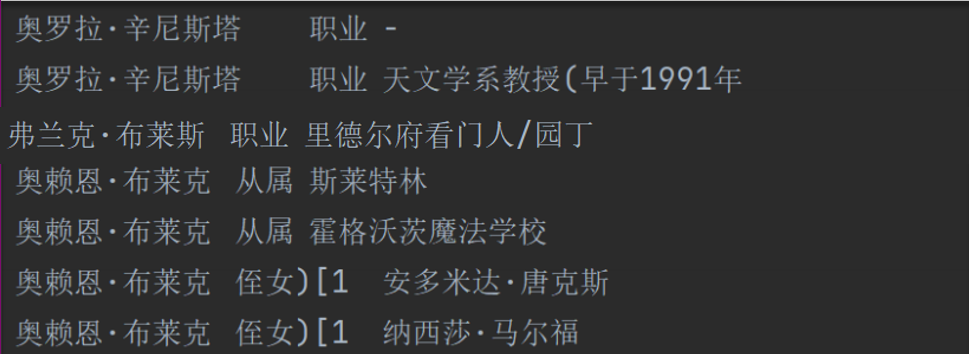 奥罗拉·辛尼斯塔 职业 -
奥罗拉·辛尼斯塔 职业 天文学系教授(早于1991年
弗兰克·布莱斯 职业 里德尔府看门人/园丁
奥赖恩·布莱克 从属 斯莱特林
奥赖恩·布莱克 从属 霍格沃茨魔法学校
奥赖恩·布莱克 侄女)[1 安多米达·唐克斯
奥赖恩·布莱克 侄女)[1 纳西莎·马尔福